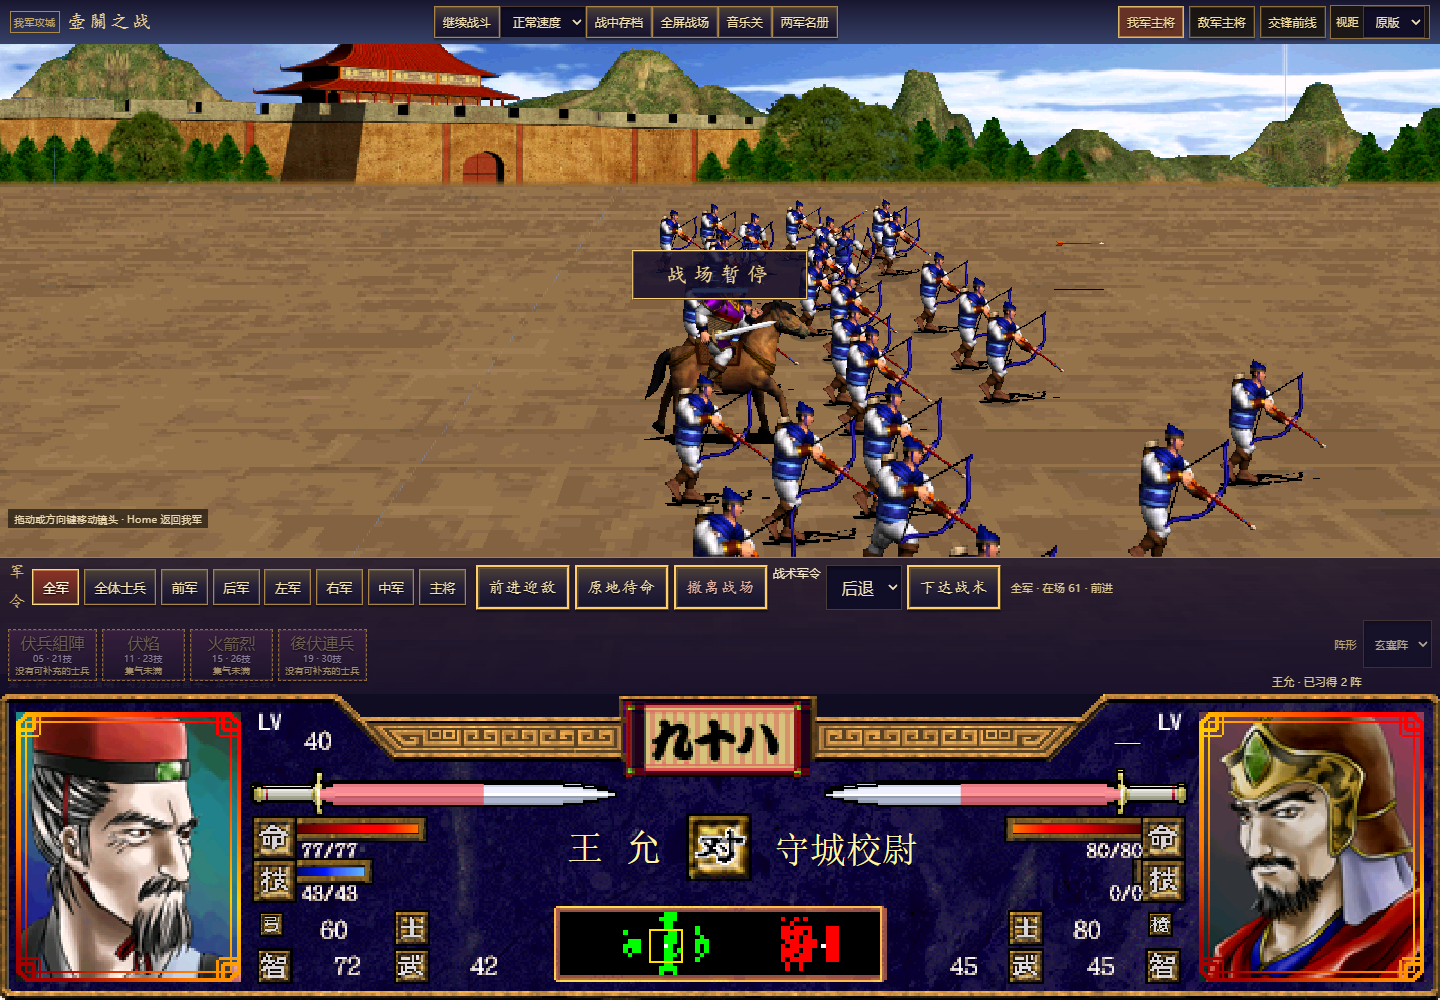 我军攻城 壶關之战 继续战斗 正常速度 战中存档 全屏战场 音乐关 两军名册 我军主将 敌军主将 交锋前线 视距 原版
战场暂停
拖动或方向键移动镜头 · Home 返回我军
军令 全军 全体士兵 前军 后军 左军 右军 中军 主将 前进迎敌 原地待命 撤离战场 战术军令 后退 下达战术 全军 · 在场 61 · 前进
伏兵組陣 伏焰 火箭烈 後伏連兵
05 · 21技 11 · 23技 15 · 26技 19 · 30技
没有可补充的士兵 集气未满 集气未满 没有可补充的士兵
阵形 玄襄阵
王允 · 已习得 2 阵
LV 40 九十八 LV —
命 77/77 王允 对 守城校尉 80/80 命
技 43/43 0/0 技
弓 60 士 士 80 槍
智 72 武 42 45 武 45 智